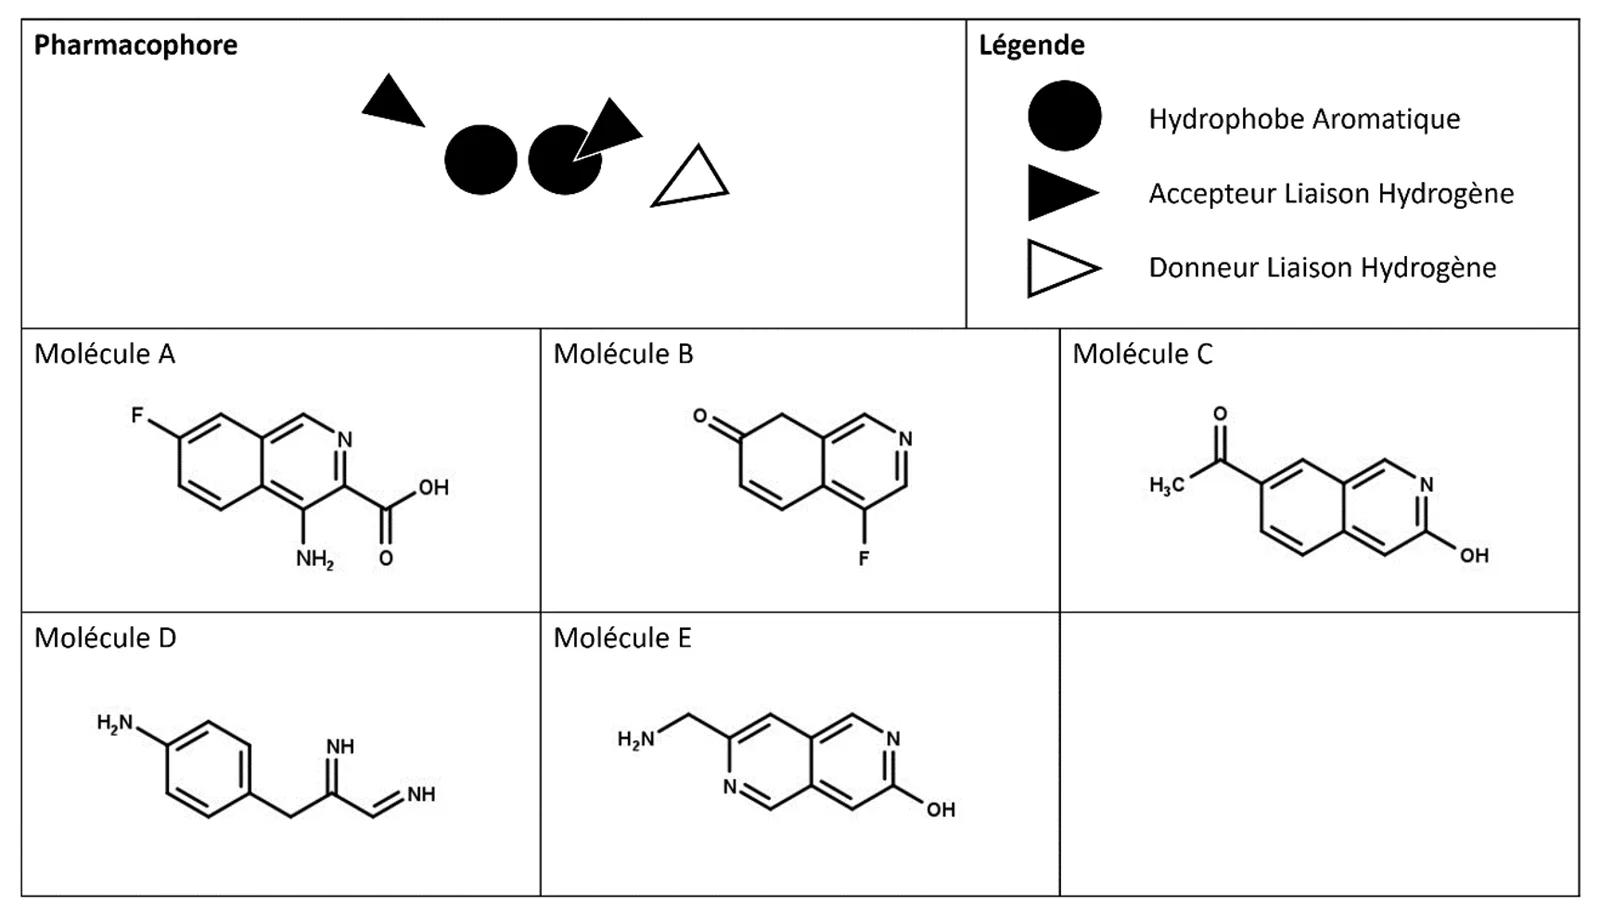 Pharmacophore
Légende
Hydrophobe Aromatique
Accepteur Liaison Hydrogène
Donneur Liaison Hydrogène
Molécule A
F
N
OH
NH2
O
Molécule B
O
N
F
Molécule C
O
H3C
N
OH
Molécule D
H2N
NH
NH
Molécule E
H2N
N
N
OH